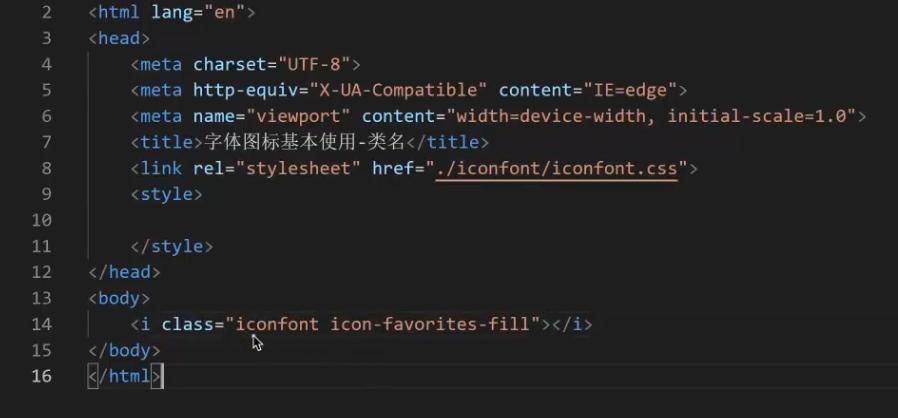 2 <html lang="en">
3 <head>
4 <meta charset="UTF-8">
5 <meta http-equiv="X-UA-Compatible" content="IE=edge">
6 <meta name="viewport" content="width=device-width, initial-scale=1.0">
7 <title>字体图标基本使用-类名</title>
8 <link rel="stylesheet" href="./iconfont/iconfont.css">
9 <style>
10
11 </style>
12 </head>
13 <body>
14 <i class="iconfont icon-favorites-fill"></i>
15 </body>
16 </html>